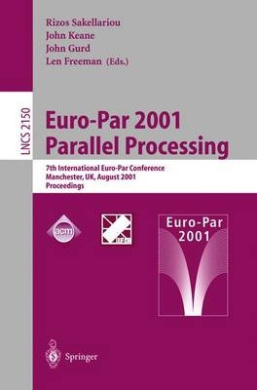 Rizos Sakellariou
John Keane
John Gurd
Len Freeman (Eds.)
LNCS 2150
Euro-Par 2001
Parallel Processing
7th International Euro-Par Conference
Manchester, UK, August 2001
Proceedings
acm
Euro-Par
2001
Springer